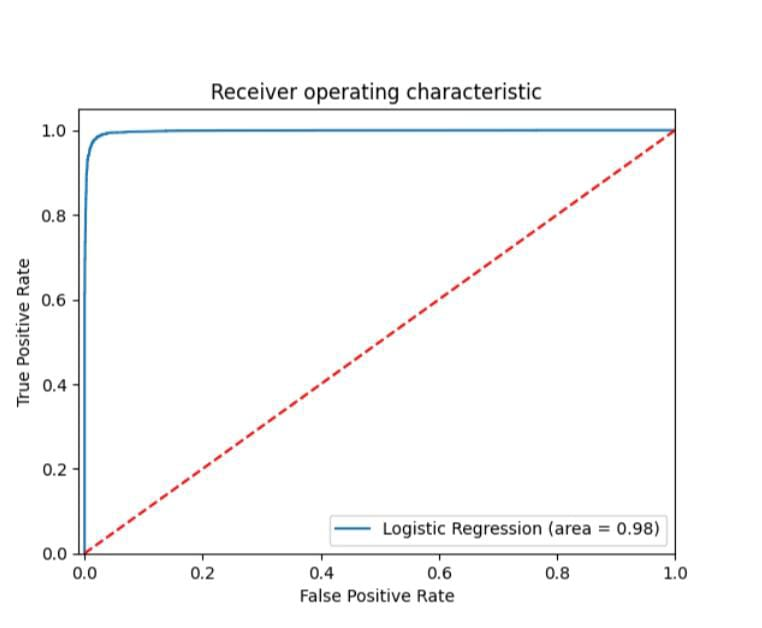 Receiver operating characteristic
1.0
0.8
0.6
0.4
0.2
0.0
True Positive Rate
Logistic Regression (area = 0.98)
0.0 0.2 0.4 0.6 0.8 1.0
False Positive Rate